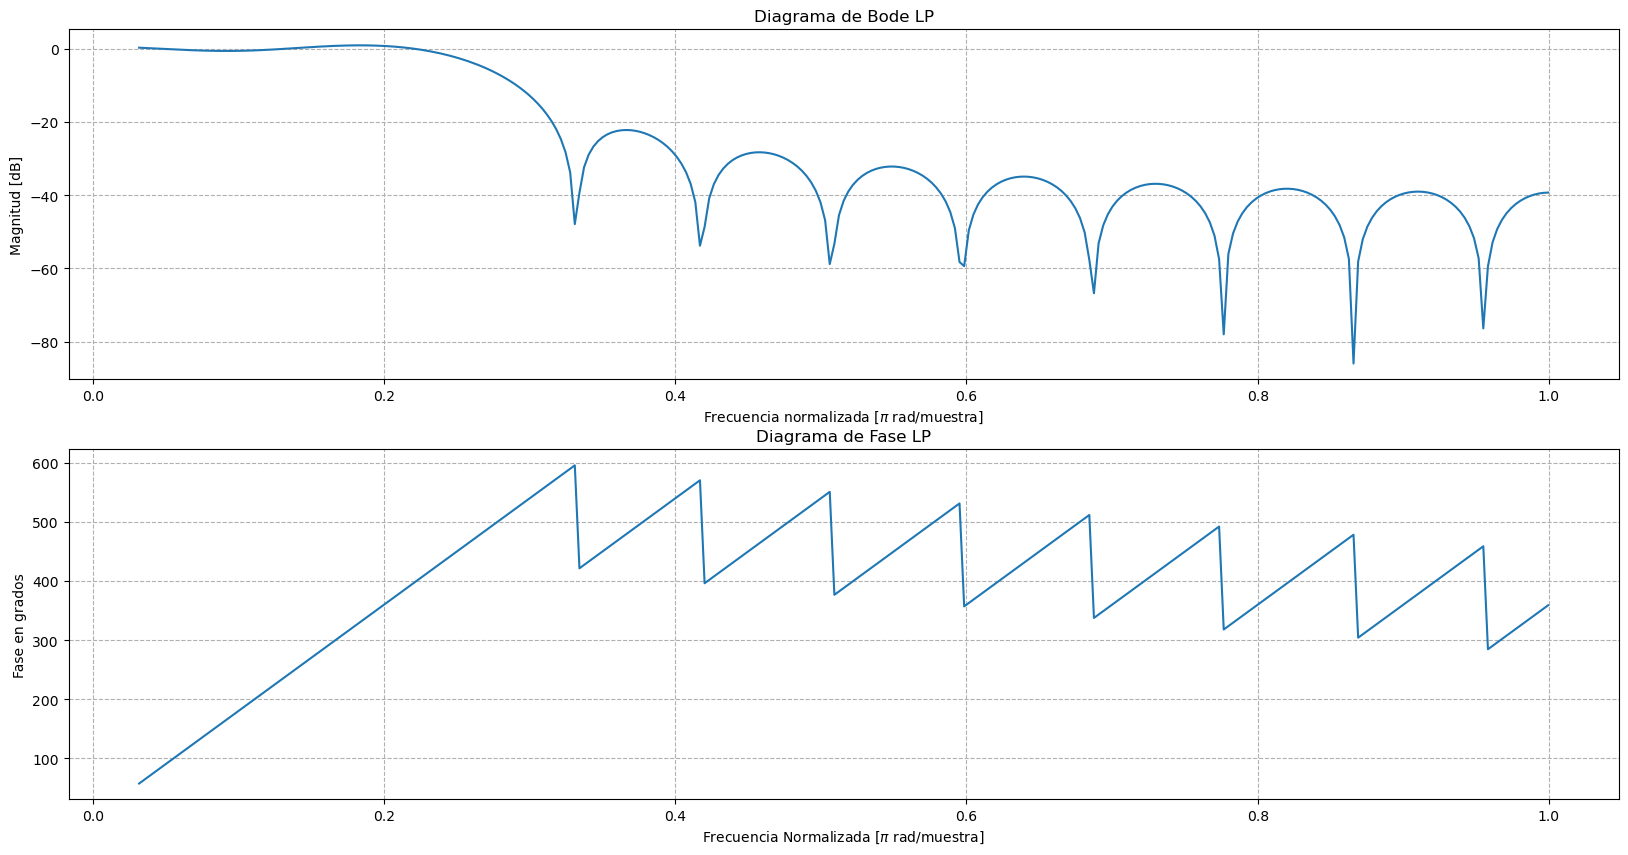 Diagrama de Bode LP
0
−20
−40
−60
−80
Magnitud [dB]
0.0 0.2 0.4 0.6 0.8 1.0
Frecuencia normalizada [π rad/muestra]
Diagrama de Fase LP
600
500
400
300
200
100
Fase en grados
0.0 0.2 0.4 0.6 0.8 1.0
Frecuencia Normalizada [π rad/muestra]